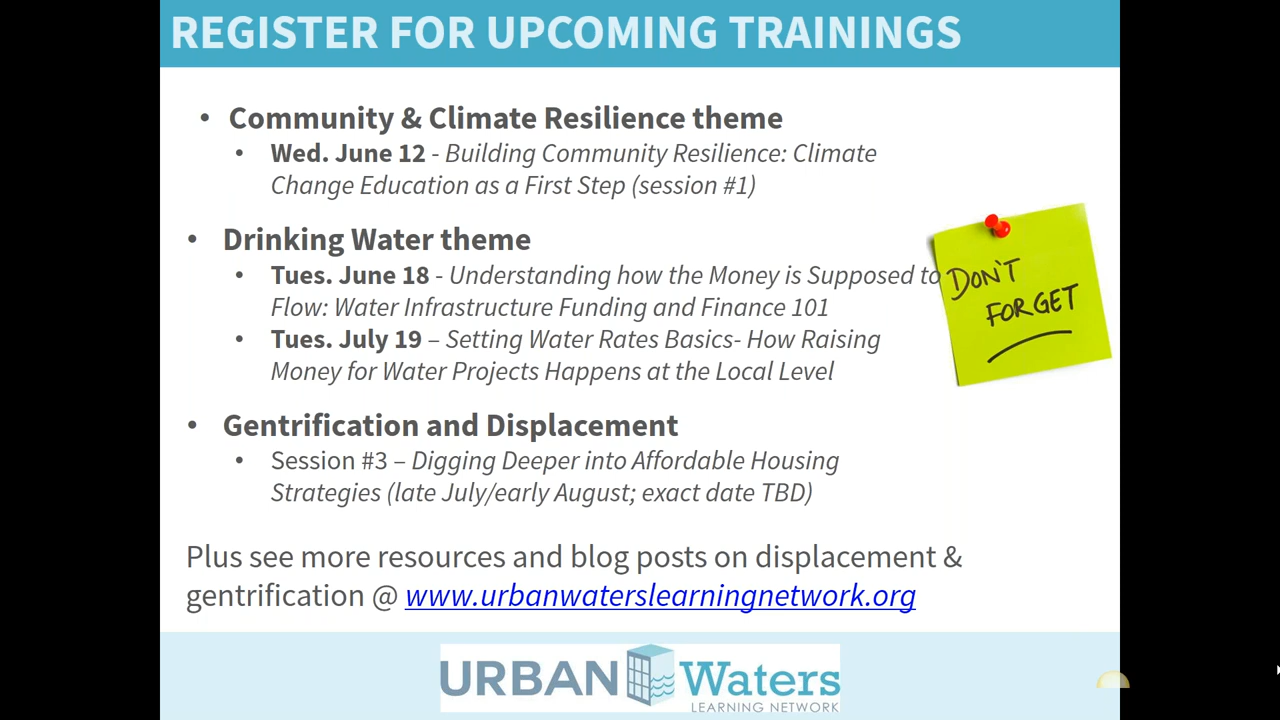 REGISTER FOR UPCOMING TRAININGS
• Community & Climate Resilience theme
• Wed. June 12 - Building Community Resilience: Climate
Change Education as a First Step (session #1)
• Drinking Water theme
• Tues. June 18 - Understanding how the Money is Supposed to
Flow: Water Infrastructure Funding and Finance 101
• Tues. July 19 – Setting Water Rates Basics- How Raising
Money for Water Projects Happens at the Local Level
DON'T
FORGET
• Gentrification and Displacement
• Session #3 – Digging Deeper into Affordable Housing
Strategies (late July/early August; exact date TBD)
Plus see more resources and blog posts on displacement &
gentrification @ www.urbanwaterslearningnetwork.org
URBAN Waters
LEARNING NETWORK